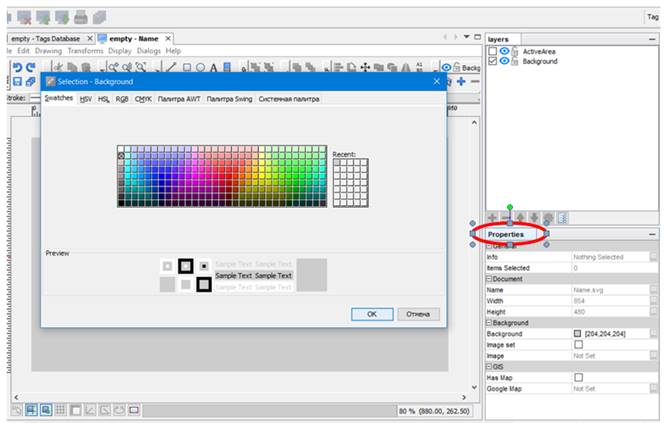 Tag
empty - Tags Database
empty - Name
Edit Drawing Transforms Display Dialogs Help
Backg
stroke:
Selection - Background
Swatches HSV HSL RGB CMYK Палитра AWT Палитра Swing Системная палитра
Recent:
Preview
Sample Text Sample Text
Sample Text Sample Text
Sample Text Sample Text
OK Отмена
80 % (880.00, 262.50)
layers
ActiveArea
Background
Properties
General
Info Nothing Selected
Items Selected 0
Document
Name Name.svg
Width 854
Height 480
Background
Background [204,204,204]
Image set
Image Not Set
GIS
Has Map
Google Map Not Set